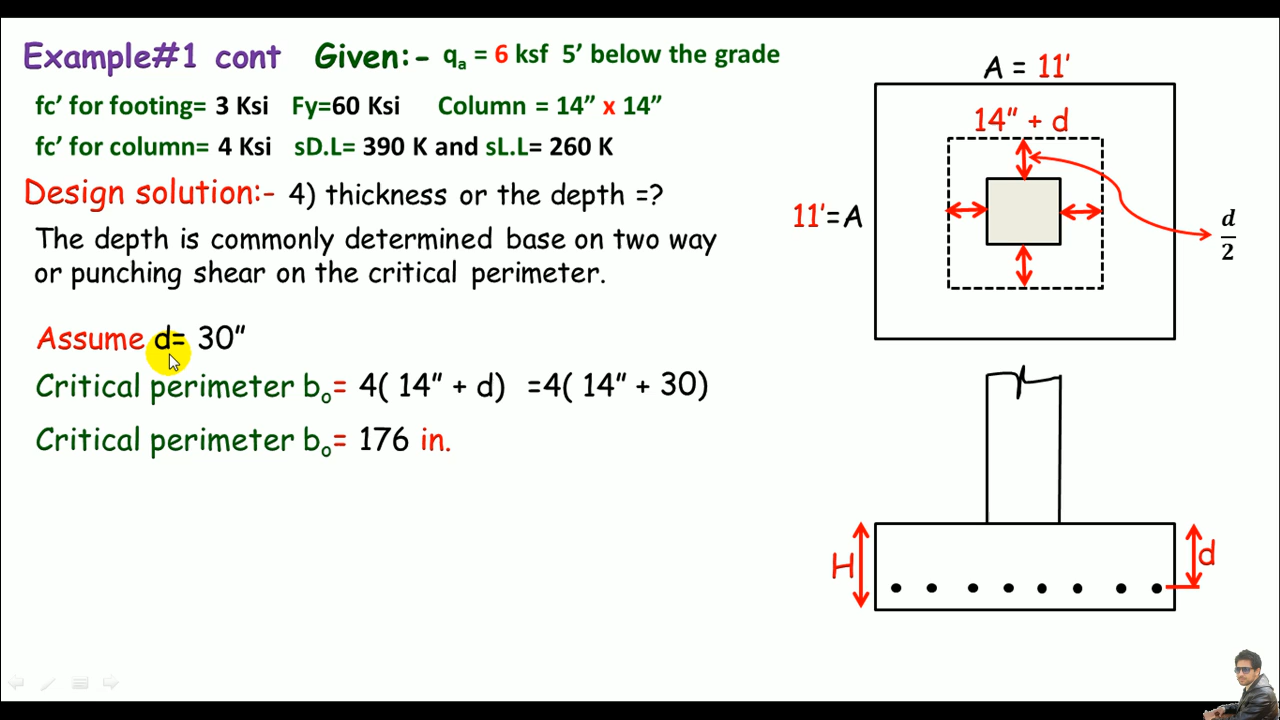 Example#1 cont Given:- qa = 6 ksf 5’ below the grade
fc’ for footing= 3 Ksi Fy=60 Ksi Column = 14” x 14”
fc’ for column= 4 Ksi sD.L= 390 K and sL.L= 260 K
Design solution:- 4) thickness or the depth =?
The depth is commonly determined base on two way
or punching shear on the critical perimeter.
Assume d= 30”
Critical perimeter bo= 4( 14” + d) =4( 14” + 30)
Critical perimeter bo= 176 in.
A = 11’
14” + d
11’=A
d
2
H
d